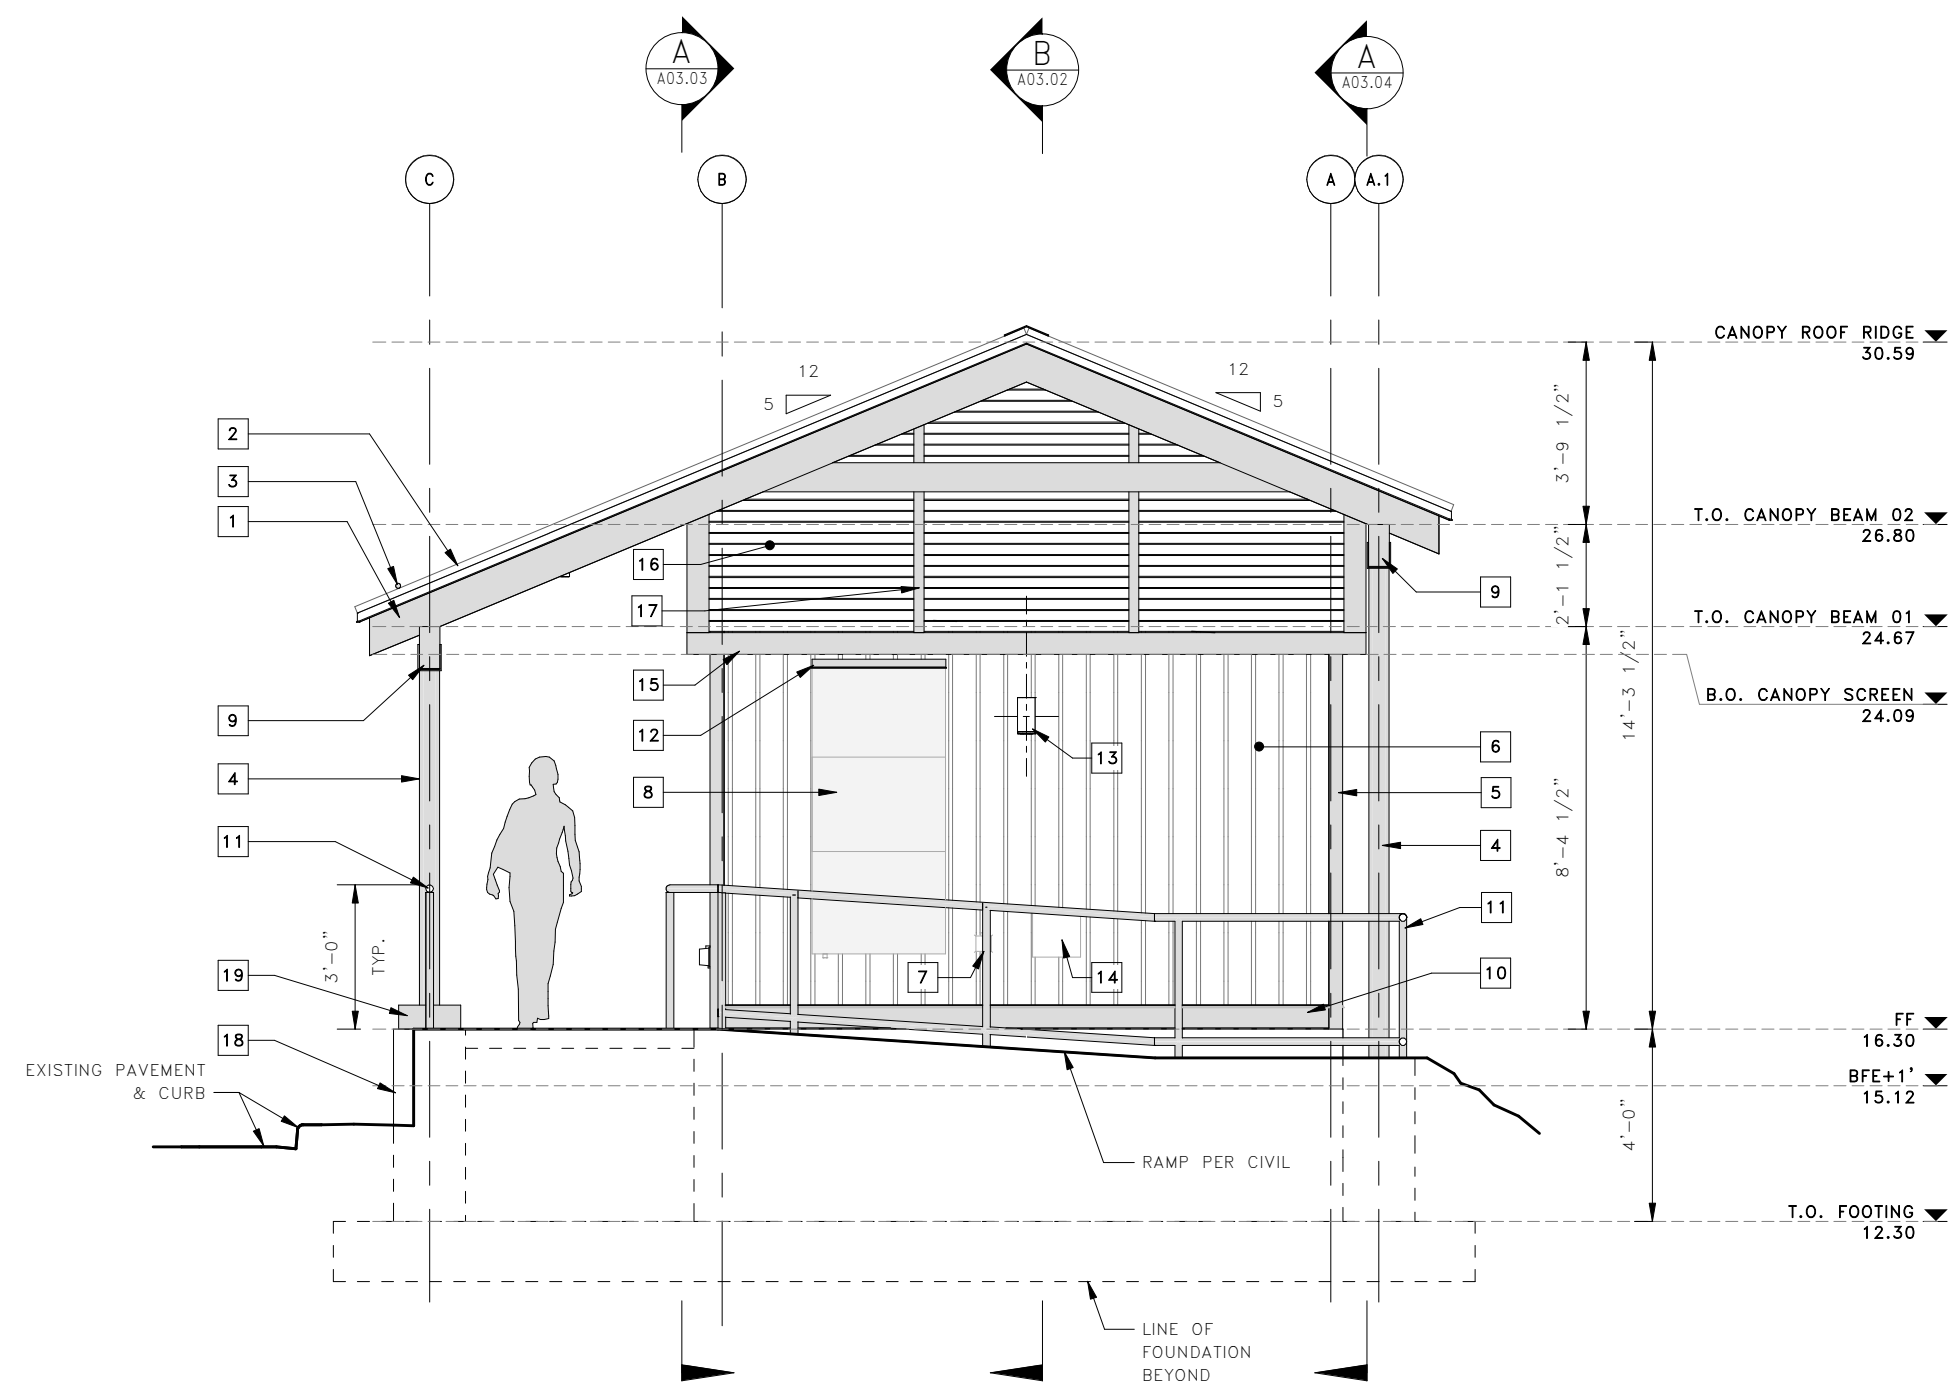 A
A03.03
B
A03.02
A
A03.04
C
B
A
A.1
CANOPY ROOF RIDGE
30.59
12
5
12
5
3'-9 1/2"
2
3
1
T.O. CANOPY BEAM 02
26.80
16
17
9
2'-1 1/2"
T.O. CANOPY BEAM 01
24.67
14'-3 1/2"
15
B.O. CANOPY SCREEN
24.09
9
12
13
6
4
8
5
8'-4 1/2"
11
4
11
3'-0"
TYP.
19
7
14
10
18
FF
16.30
EXISTING PAVEMENT
& CURB
BFE+1'
15.12
4'-0"
RAMP PER CIVIL
T.O. FOOTING
12.30
LINE OF
FOUNDATION
BEYOND